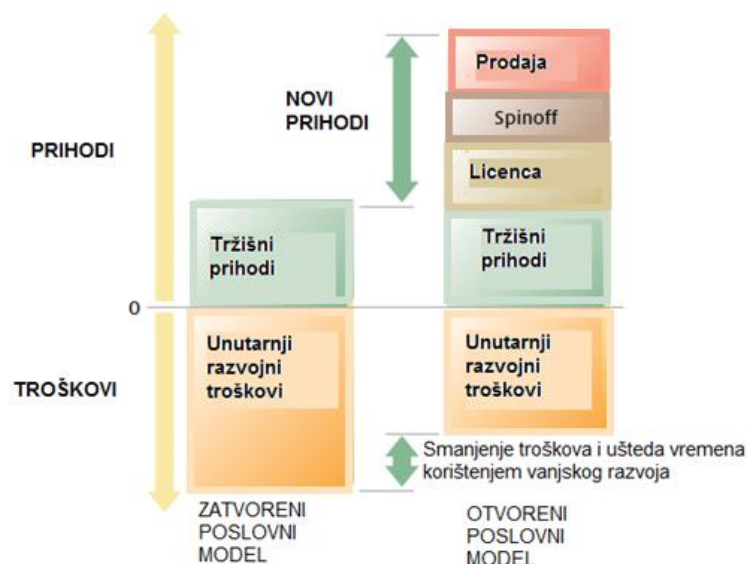 Prodaja
NOVI
PRIHODI
Spinoff
PRIHODI
Licenca
Tržišni
prihodi
Tržišni
prihodi
0
Unutarnji
razvojni
troškovi
Unutarnji
razvojni
troškovi
TROŠKOVI
Smanjenje troškova i ušteda vremena
korištenjem vanjskog razvoja
ZATVORENI
POSLOVNI
MODEL
OTVORENI
POSLOVNI
MODEL